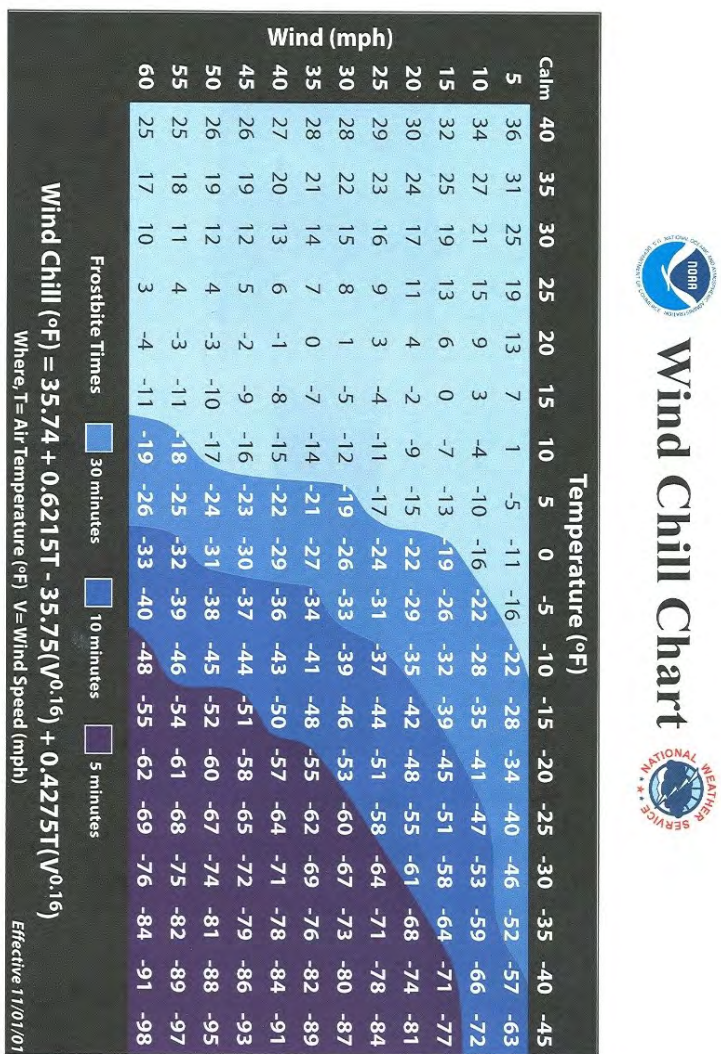 NATIONAL OCEANIC AND ATMOSPHERIC ADMINISTRATION
U.S. DEPARTMENT OF COMMERCE
NOAA
Wind Chill Chart
NATIONAL WEATHER SERVICE
Temperature (°F)
Calm 40 35 30 25 20 15 10 5 0 -5 -10 -15 -20 -25 -30 -35 -40 -45
Wind (mph)
5 36 31 25 19 13 7 1 -5 -11 -16 -22 -28 -34 -40 -46 -52 -57 -63
10 34 27 21 15 9 3 -4 -10 -16 -22 -28 -35 -41 -47 -53 -59 -66 -72
15 32 25 19 13 6 0 -7 -13 -19 -26 -32 -39 -45 -51 -58 -64 -71 -77
20 30 24 17 11 4 -2 -9 -15 -22 -29 -35 -42 -48 -55 -61 -68 -74 -81
25 29 23 16 9 3 -4 -11 -17 -24 -31 -37 -44 -51 -58 -64 -71 -78 -84
30 28 22 15 8 1 -5 -12 -19 -26 -33 -39 -46 -53 -60 -67 -73 -80 -87
35 28 21 14 7 0 -7 -14 -21 -27 -34 -41 -48 -55 -62 -69 -76 -82 -89
40 27 20 13 6 -1 -8 -15 -22 -29 -36 -43 -50 -57 -64 -71 -78 -84 -91
45 26 19 12 5 -2 -9 -16 -23 -30 -37 -44 -51 -58 -65 -72 -79 -86 -93
50 26 19 12 4 -3 -10 -17 -24 -31 -38 -45 -52 -60 -67 -74 -81 -88 -95
55 25 18 11 4 -3 -11 -18 -25 -32 -39 -46 -54 -61 -68 -75 -82 -89 -97
60 25 17 10 3 -4 -11 -19 -26 -33 -40 -48 -55 -62 -69 -76 -84 -91 -98
Frostbite Times 30 minutes 10 minutes 5 minutes
Wind Chill (°F) = 35.74 + 0.6215T - 35.75(V^0.16) + 0.4275T(V^0.16)
Where, T= Air Temperature (°F) V= Wind Speed (mph)
Effective 11/01/01